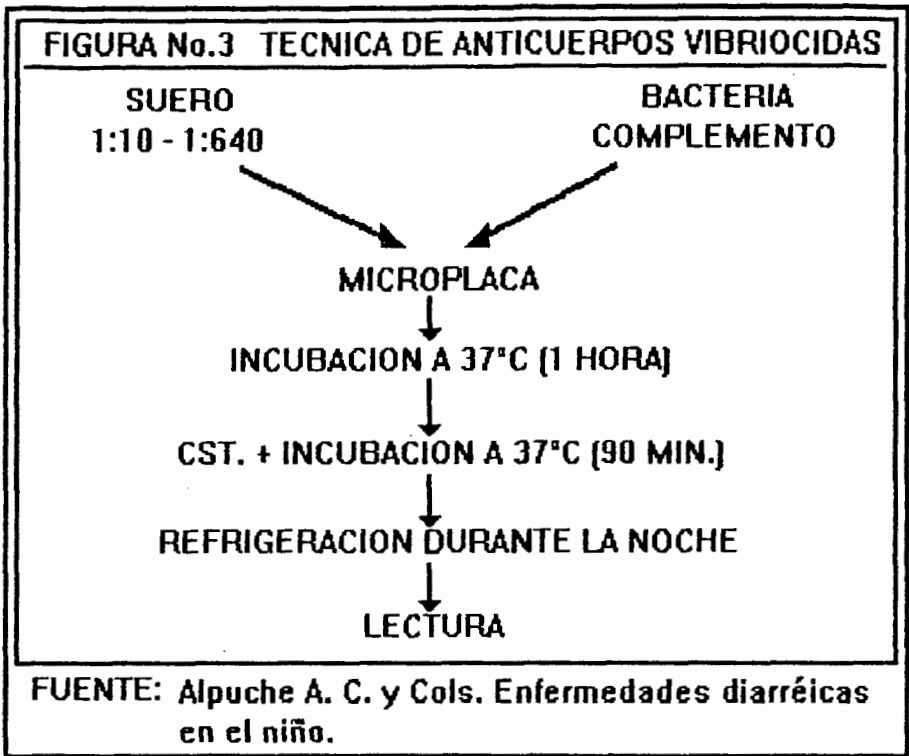 FIGURA No.3 TECNICA DE ANTICUERPOS VIBRIOCIDAS
SUERO
1:10 - 1:640
BACTERIA
COMPLEMENTO
MICROPLACA
INCUBACION A 37°C (1 HORA)
CST. + INCUBACION A 37°C (90 MIN.)
REFRIGERACION DURANTE LA NOCHE
LECTURA
FUENTE: Alpuche A. C. y Cols. Enfermedades diarréicas
en el niño.